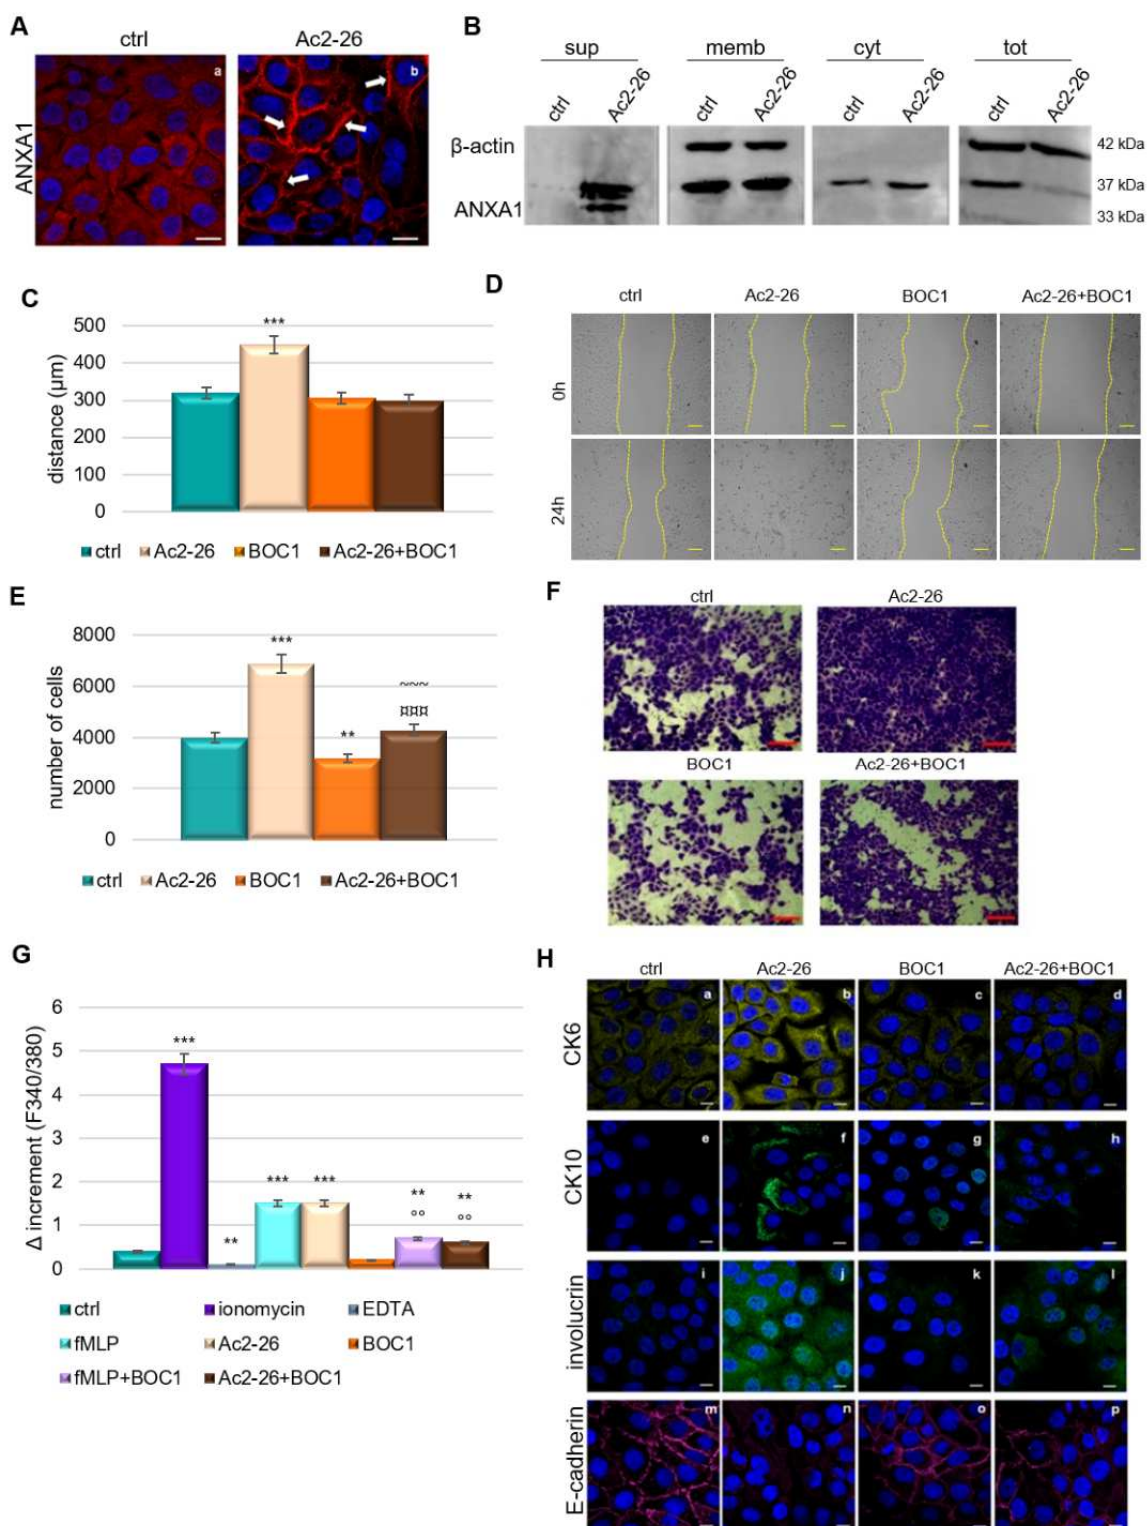 A
ctrl
Ac2-26
ANXA1
a
b
B
sup
memb
cyt
tot
ctrl
Ac2-26
ctrl
Ac2-26
ctrl
Ac2-26
ctrl
Ac2-26
β-actin
ANXA1
42 kDa
37 kDa
33 kDa
C
distance (µm)
500
400
300
200
100
0
***
ctrl
Ac2-26
BOC1
Ac2-26+BOC1
D
ctrl
Ac2-26
BOC1
Ac2-26+BOC1
0h
24h
E
number of cells
8000
6000
4000
2000
0
***
**
~~~
¤¤¤
ctrl
Ac2-26
BOC1
Ac2-26+BOC1
F
ctrl
Ac2-26
BOC1
Ac2-26+BOC1
G
Δ increment (F340/380)
6
5
4
3
2
1
0
***
**
***
***
**
°°
**
°°
ctrl
ionomycin
EDTA
fMLP
Ac2-26
BOC1
fMLP+BOC1
Ac2-26+BOC1
H
ctrl
Ac2-26
BOC1
Ac2-26+BOC1
CK6
a
b
c
d
CK10
e
f
g
h
involucrin
i
j
k
l
E-cadherin
m
n
o
p